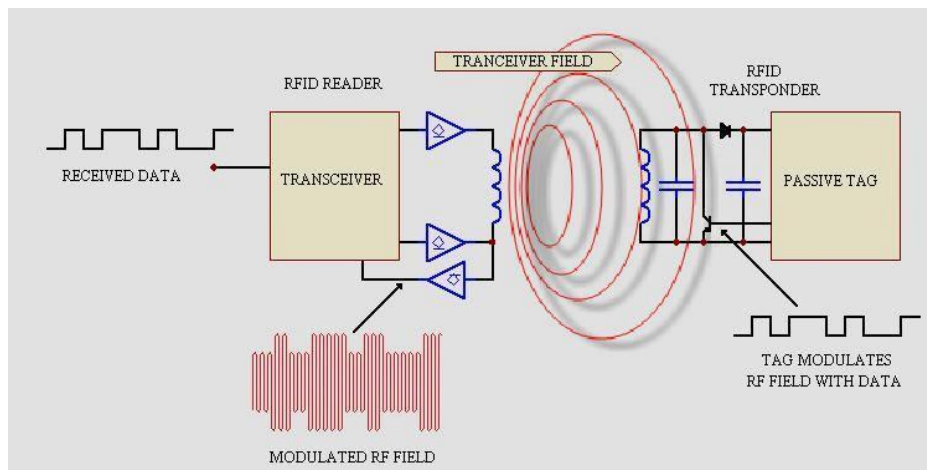 TRANCEIVER FIELD
RFID READER
RFID
TRANSPONDER
RECEIVED DATA
TRANSCEIVER
PASSIVE TAG
TAG MODULATES
RF FIELD WITH DATA
MODULATED RF FIELD